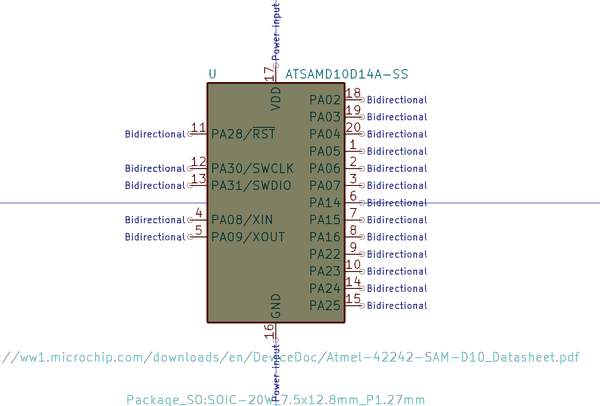 Power input
17
VDD
U ATSAMD10D14A-SS
PA02 18 Bidirectional
PA03 19 Bidirectional
Bidirectional 11 PA28/RST PA04 20 Bidirectional
PA05 1 Bidirectional
Bidirectional 12 PA30/SWCLK PA06 2 Bidirectional
Bidirectional 13 PA31/SWDIO PA07 3 Bidirectional
PA14 6 Bidirectional
Bidirectional 4 PA08/XIN PA15 7 Bidirectional
Bidirectional 5 PA09/XOUT PA16 8 Bidirectional
PA22 9 Bidirectional
PA23 10 Bidirectional
PA24 14 Bidirectional
PA25 15 Bidirectional
GND
16
Power input
//ww1.microchip.com/downloads/en/DeviceDoc/Atmel-42242-SAM-D10_Datasheet.pdf
Package_SO:SOIC-20W_7.5x12.8mm_P1.27mm